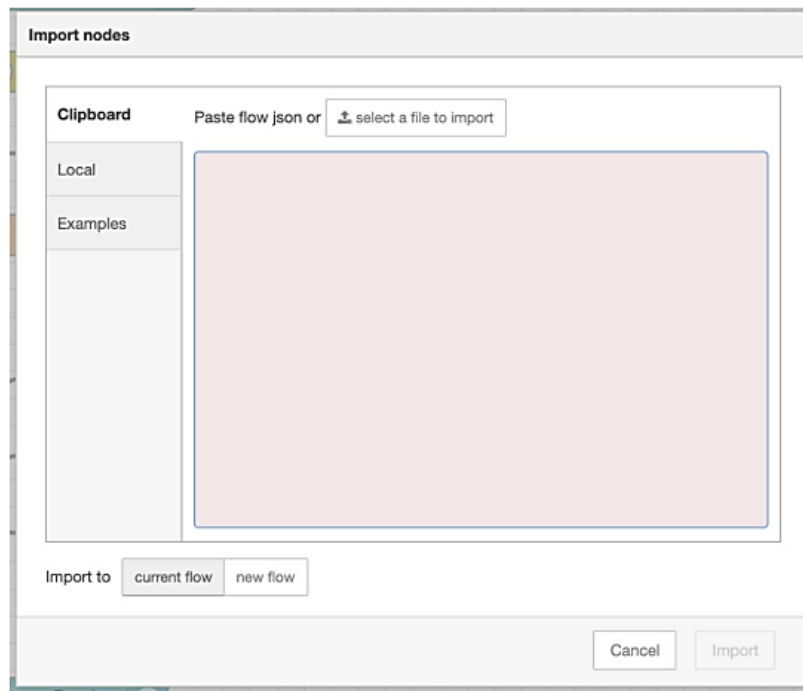 Import nodes
Clipboard
Paste flow json or select a file to import
Local
Examples
Import to current flow new flow
Cancel Import